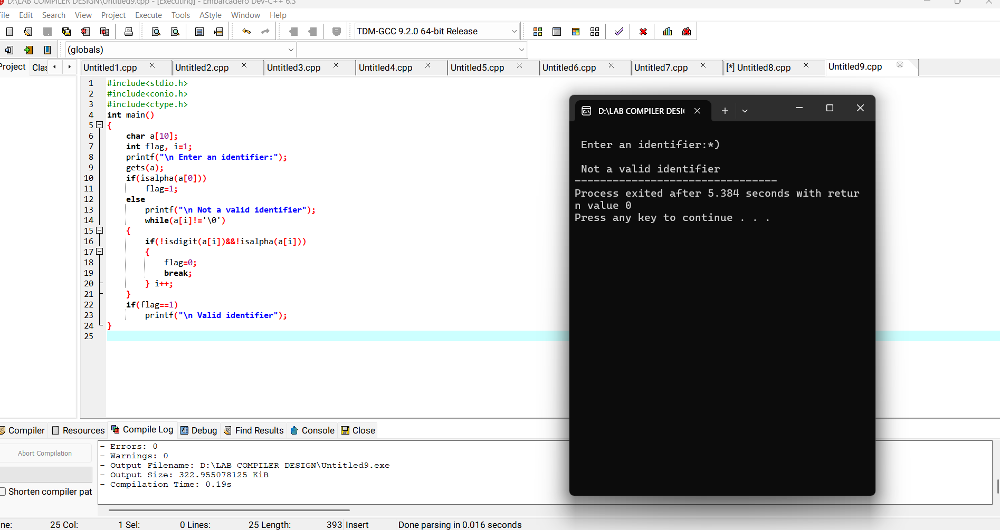 D:\LAB COMPILER DESIGN\Untitled9.cpp - [Executing] - Embarcadero Dev-C++ 6.3
File Edit Search View Project Execute Tools AStyle Window Help
TDM-GCC 9.2.0 64-bit Release
(globals)
Project Clas
Untitled1.cpp Untitled2.cpp Untitled3.cpp Untitled4.cpp Untitled5.cpp Untitled6.cpp Untitled7.cpp [*] Untitled8.cpp Untitled9.cpp
1 #include<stdio.h>
2 #include<conio.h>
3 #include<ctype.h>
4 int main()
5 {
6 char a[10];
7 int flag, i=1;
8 printf("\n Enter an identifier:");
9 gets(a);
10 if(isalpha(a[0]))
11 flag=1;
12 else
13 printf("\n Not a valid identifier");
14 while(a[i]!='\0')
15 {
16 if(!isdigit(a[i])&&!isalpha(a[i]))
17 {
18 flag=0;
19 break;
20 } i++;
21 }
22 if(flag==1)
23 printf("\n Valid identifier");
24 }
25
D:\LAB COMPILER DESI
Enter an identifier:*)
Not a valid identifier
--------------------------------
Process exited after 5.384 seconds with retur
n value 0
Press any key to continue . . .
Compiler Resources Compile Log Debug Find Results Console Close
Abort Compilation
Shorten compiler pat
- Errors: 0
- Warnings: 0
- Output Filename: D:\LAB COMPILER DESIGN\Untitled9.exe
- Output Size: 322.955078125 KiB
- Compilation Time: 0.19s
ne: 25 Col: 1 Sel: 0 Lines: 25 Length: 393 Insert Done parsing in 0.016 seconds